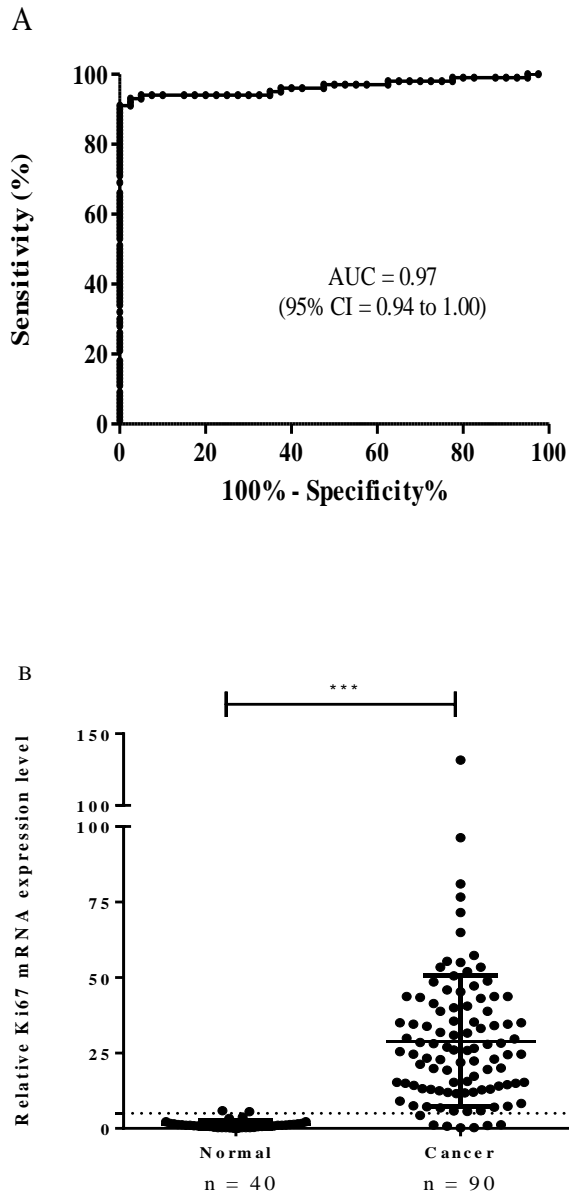 A
Sensitivity (%)
100
80
60
40
20
0
AUC = 0.97
(95% CI = 0.94 to 1.00)
0 20 40 60 80 100
100% - Specificity%
B
***
Relative Ki67 mRNA expression level
150
100
100
75
50
25
0
Normal Cancer
n = 40 n = 90